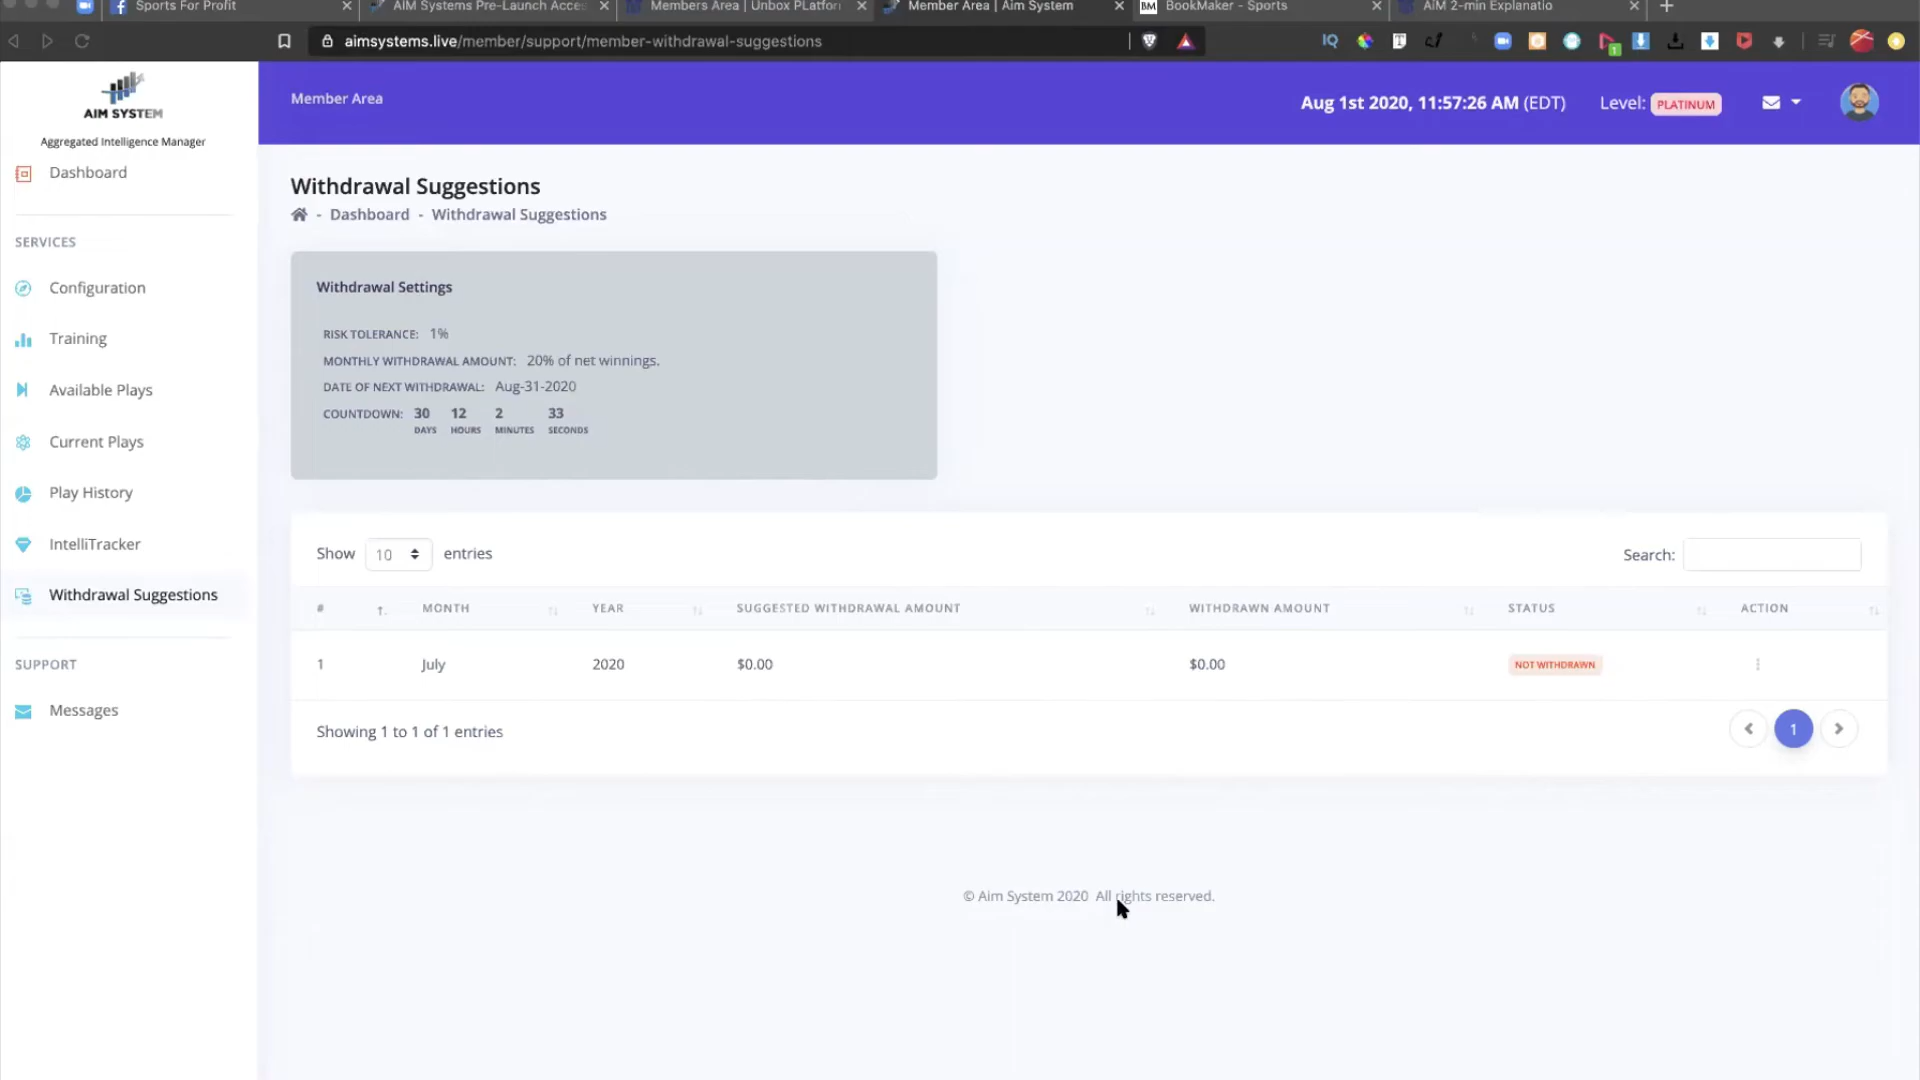 Sports For Profit
AIM Systems Pre-Launch Acces
Members Area | Unbox PLatforr
Member Area | Aim System
BM BookMaker - Sports
AIM 2-min Explanatio
aimsystems.live/member/support/member-withdrawal-suggestions
IQ
T
1
AIM SYSTEM
Aggregated Intelligence Manager
Member Area
Aug 1st 2020, 11:57:26 AM (EDT)
Level: PLATINUM
Dashboard
SERVICES
Configuration
Training
Available Plays
Current Plays
Play History
IntelliTracker
Withdrawal Suggestions
SUPPORT
Messages
Withdrawal Suggestions
- Dashboard - Withdrawal Suggestions
Withdrawal Settings
RISK TOLERANCE: 1%
MONTHLY WITHDRAWAL AMOUNT: 20% of net winnings.
DATE OF NEXT WITHDRAWAL: Aug-31-2020
COUNTDOWN: 30 12 2 33
DAYS HOURS MINUTES SECONDS
Show 10 entries
Search:
# MONTH YEAR SUGGESTED WITHDRAWAL AMOUNT WITHDRAWN AMOUNT STATUS ACTION
1 July 2020 $0.00 $0.00 NOT WITHDRAWN
Showing 1 to 1 of 1 entries
1
© Aim System 2020 All rights reserved.